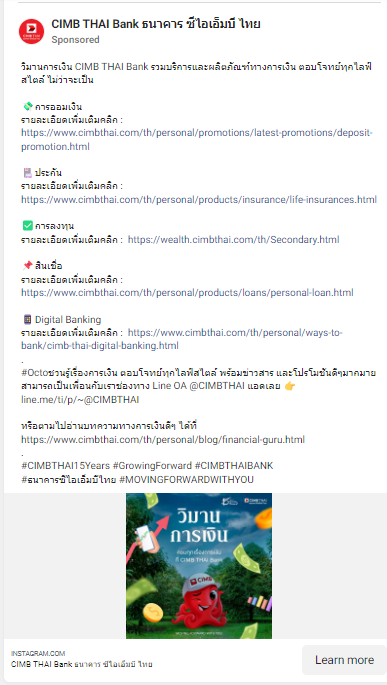 CIMB THAI Bank ธนาคาร ซีไอเอ็มบี ไทย
Sponsored
วิมานการเงิน CIMB THAI Bank รวมบริการและผลิตภัณฑ์ทางการเงิน ตอบโจทย์ทุกไลฟ์
สไตล์ ไม่ว่าจะเป็น
💸 การออมเงิน
รายละเอียดเพิ่มเติมคลิก :
https://www.cimbthai.com/th/personal/promotions/latest-promotions/deposit-
promotion.html
ประกัน
รายละเอียดเพิ่มเติมคลิก :
https://www.cimbthai.com/th/personal/products/insurance/life-insurances.html
✅ การลงทุน
รายละเอียดเพิ่มเติมคลิก : https://wealth.cimbthai.com/th/Secondary.html
📌 สินเชื่อ
รายละเอียดเพิ่มเติมคลิก :
https://www.cimbthai.com/th/personal/products/loans/personal-loan.html
Digital Banking
รายละเอียดเพิ่มเติมคลิก : https://www.cimbthai.com/th/personal/ways-to-
bank/cimb-thai-digital-banking.html
.
#Octoชวนรู้เรื่องการเงิน ตอบโจทย์ทุกไลฟ์สไตล์ พร้อมข่าวสาร และโปรโมชันดีๆมากมาย
สามารถเป็นเพื่อนกับเราช่องทาง Line OA @CIMBTHAI แอดเลย 👉
line.me/ti/p/~@CIMBTHAI
หรือตามไปอ่านบทความทางการเงินดีๆ ได้ที่
https://www.cimbthai.com/th/personal/blog/financial-guru.html
.
#CIMBTHAI15Years #GrowingForward #CIMBTHAIBANK
#ธนาคารซีไอเอ็มบีไทย #MOVINGFORWARDWITHYOU
วิมาน
การเงิน
ครบทุกเรื่องการเงิน
ที่ CIMB THAI Bank
CIMB
INSTAGRAM.COM
CIMB THAI Bank ธนาคาร ซีไอเอ็มบี ไทย
Learn more